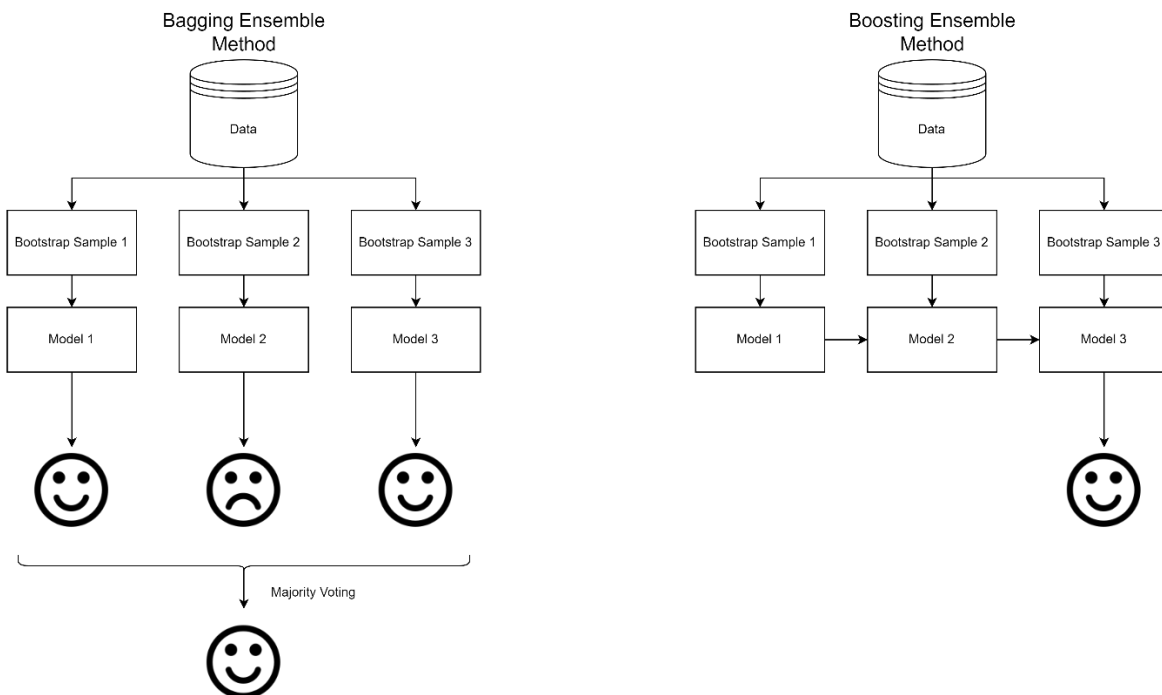 Bagging Ensemble
Method
Data
Bootstrap Sample 1
Bootstrap Sample 2
Bootstrap Sample 3
Model 1
Model 2
Model 3
Majority Voting
Boosting Ensemble
Method
Data
Bootstrap Sample 1
Bootstrap Sample 2
Bootstrap Sample 3
Model 1
Model 2
Model 3